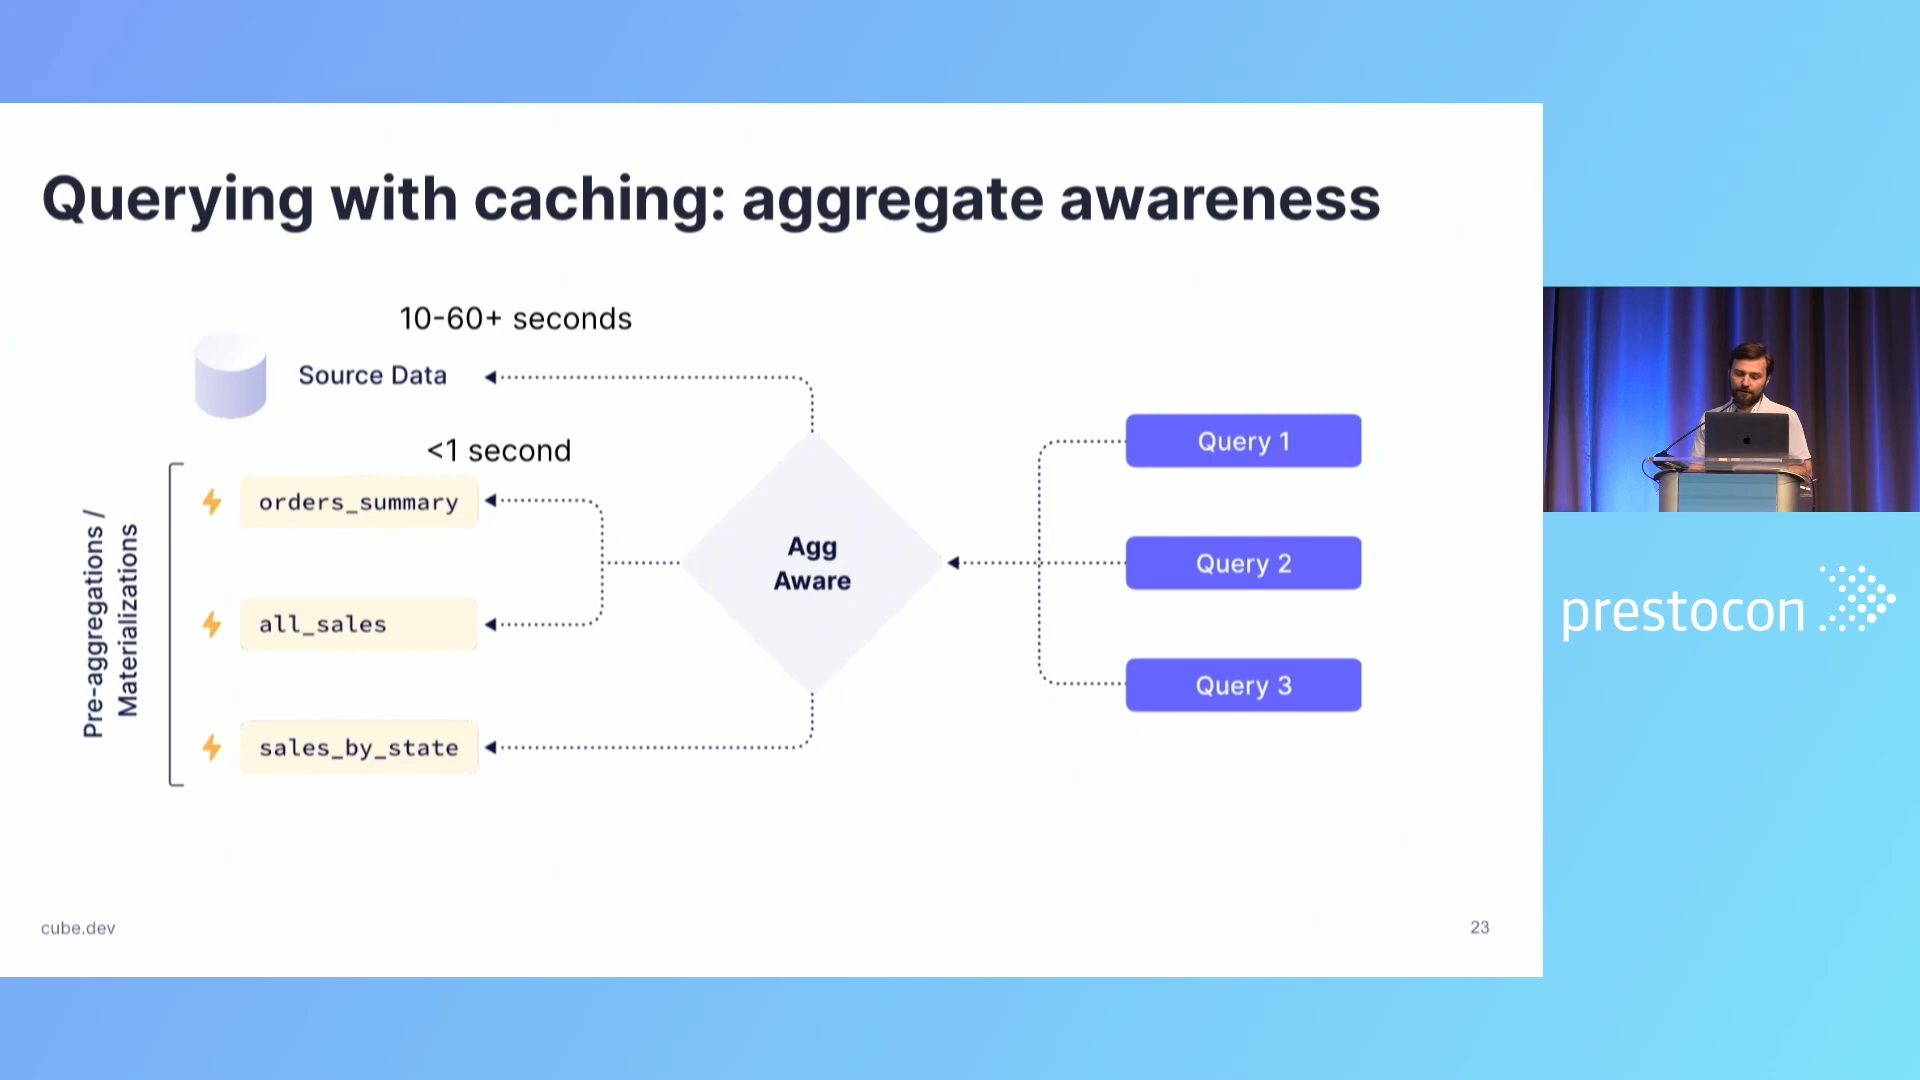 Querying with caching: aggregate awareness
10-60+ seconds
Source Data
<1 second
Pre-aggregations /
Materializations
orders_summary
all_sales
sales_by_state
Agg
Aware
Query 1
Query 2
Query 3
cube.dev
23
prestocon